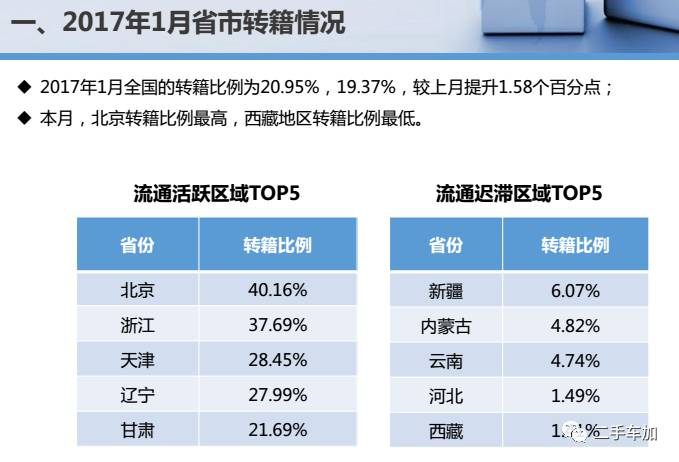 一、2017年1月省市转籍情况
◆ 2017年1月全国的转籍比例为20.95%，19.37%，较上月提升1.58个百分点；
◆ 本月，北京转籍比例最高，西藏地区转籍比例最低。
流通活跃区域TOP5
省份 转籍比例
北京 40.16%
浙江 37.69%
天津 28.45%
辽宁 27.99%
甘肃 21.69%
流通迟滞区域TOP5
省份 转籍比例
新疆 6.07%
内蒙古 4.82%
云南 4.74%
河北 1.49%
西藏
二手车加